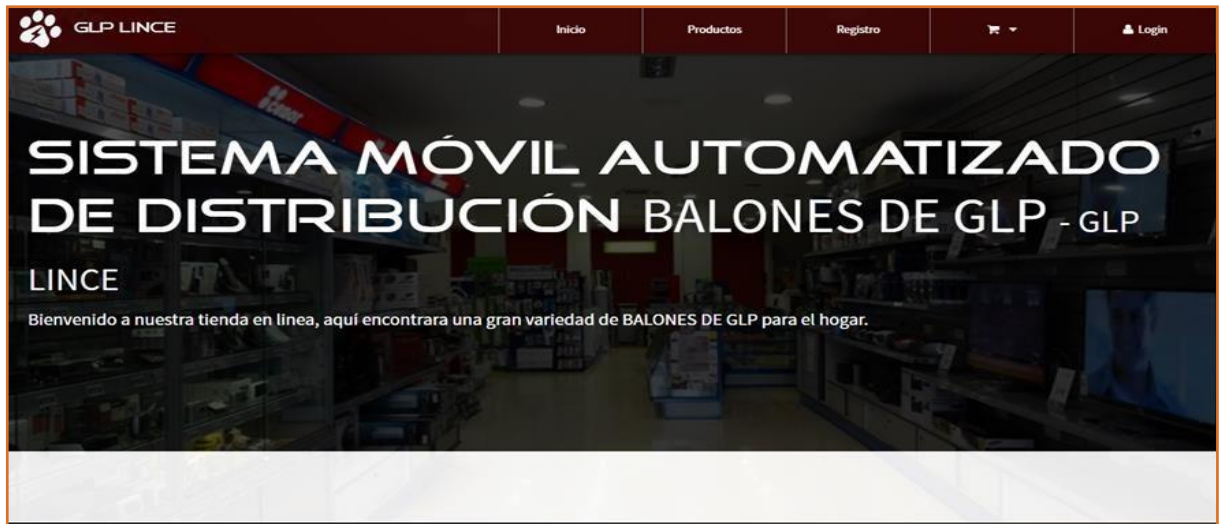 GLP LINCE
Inicio
Productos
Registro
Login
SISTEMA MÓVIL AUTOMATIZADO
DE DISTRIBUCIÓN BALONES DE GLP - GLP
LINCE
Bienvenido a nuestra tienda en linea, aquí encontrara una gran variedad de BALONES DE GLP para el hogar.